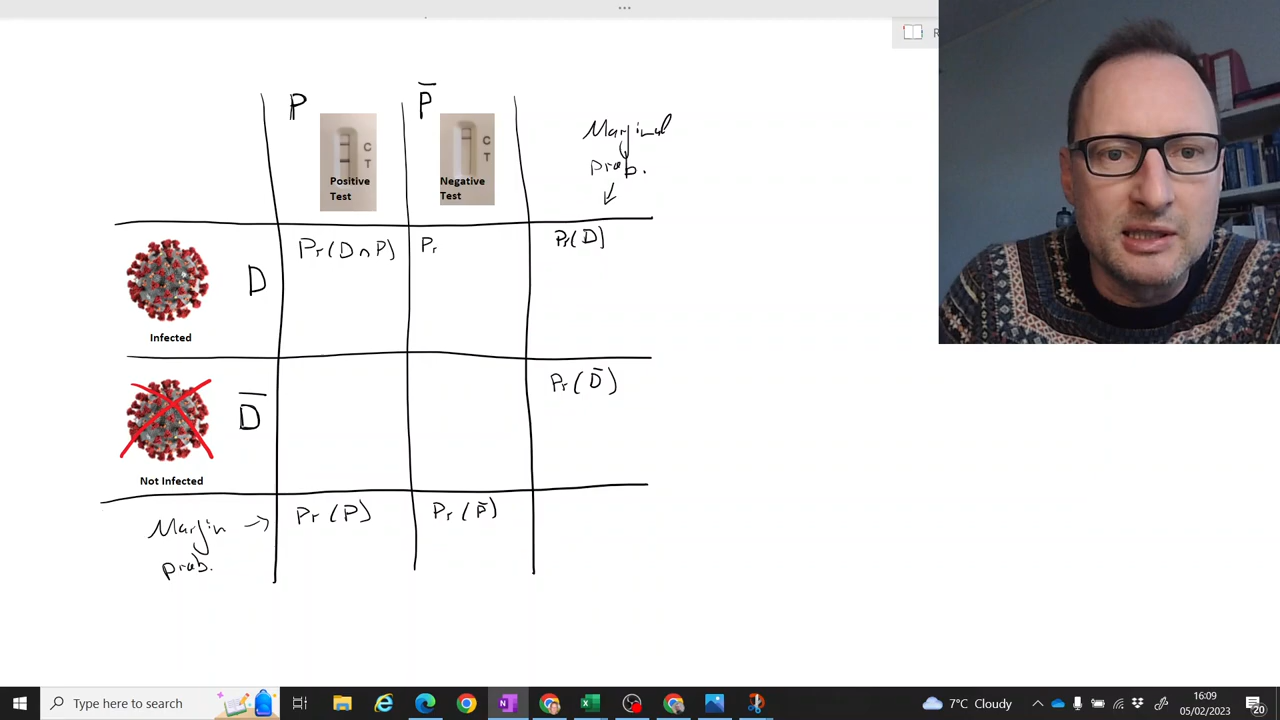 P
P̄
C
T
Positive
Test
C
T
Negative
Test
Marginal
prob.
↙
Pr(D∩P)
Pr
Pr(D)
D
Infected
Pr(D̄)
D̄
Not Infected
Margin →
prob.
Pr(P)
Pr(P̄)
Type here to search
7°C Cloudy
16:09
05/02/2023
20